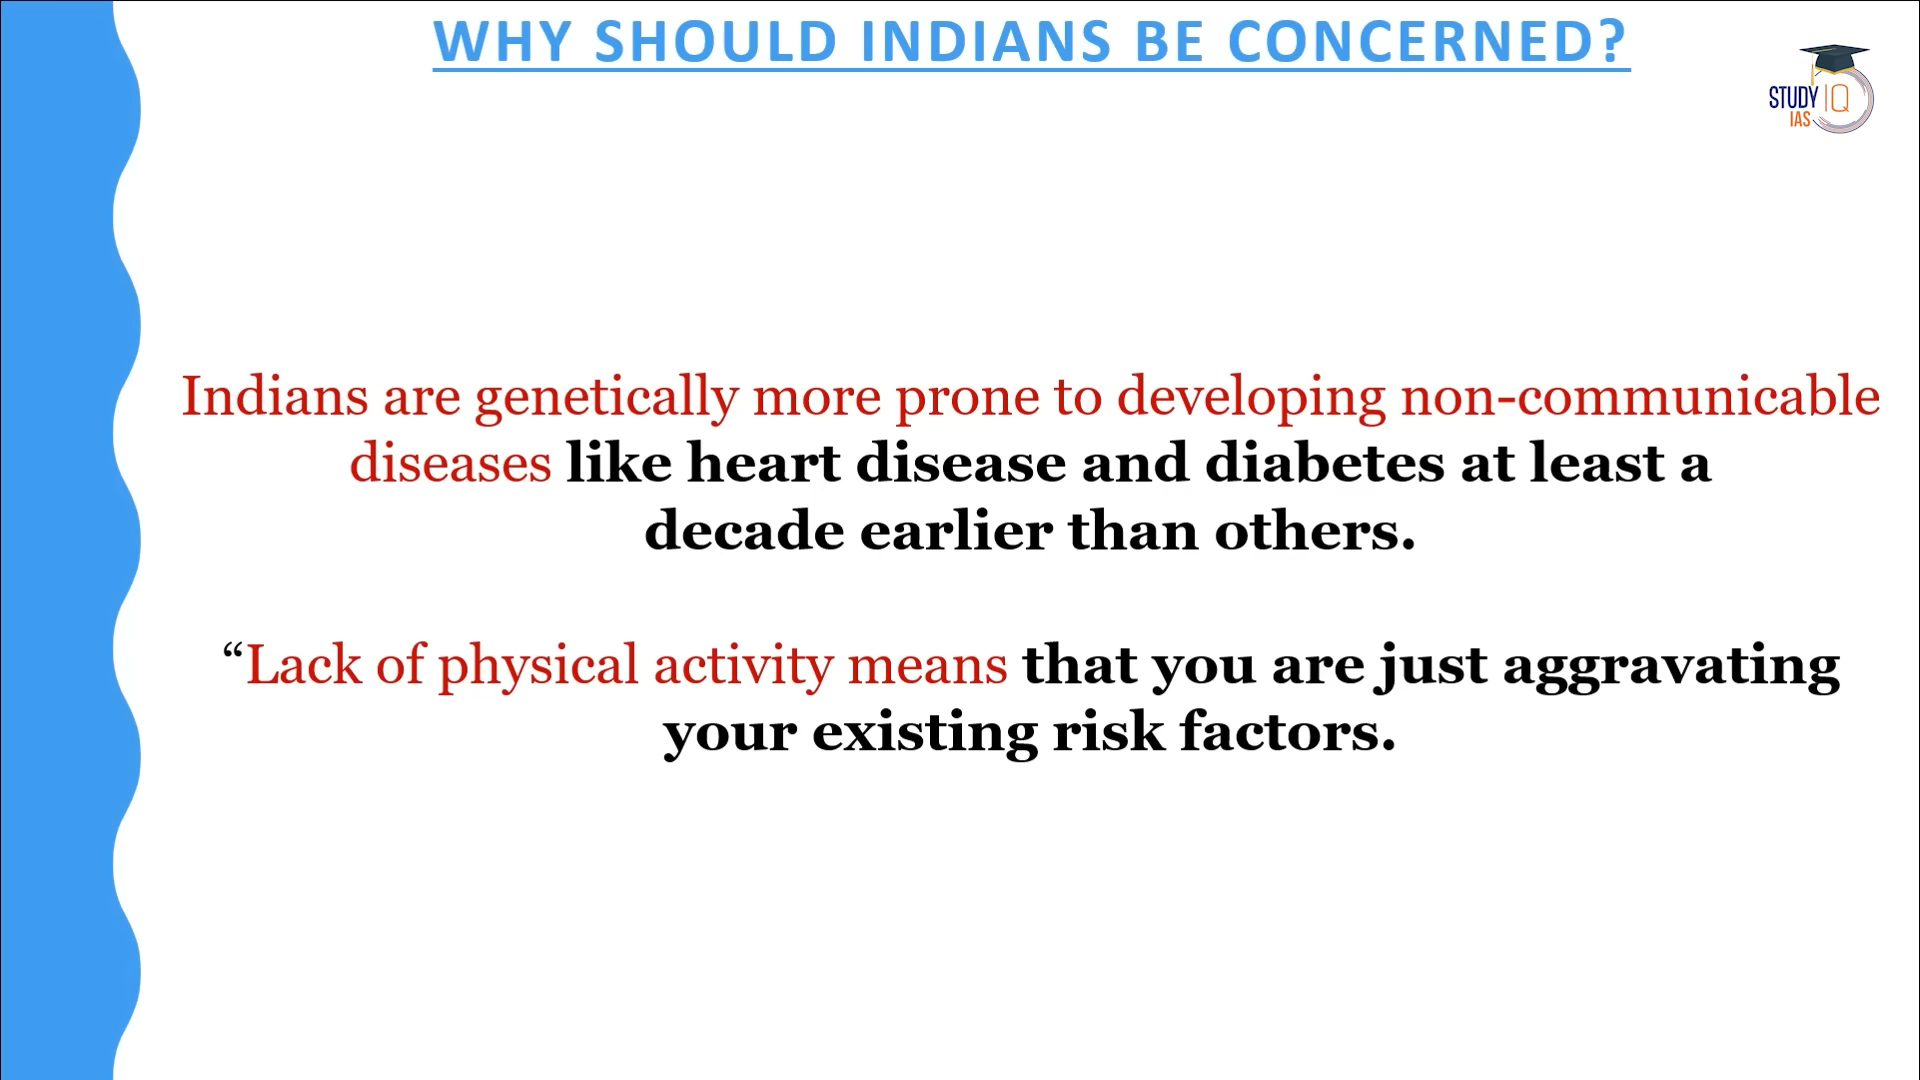 WHY SHOULD INDIANS BE CONCERNED?
STUDY IQ
IAS
Indians are genetically more prone to developing non-communicable
diseases like heart disease and diabetes at least a
decade earlier than others.
“Lack of physical activity means that you are just aggravating
your existing risk factors.